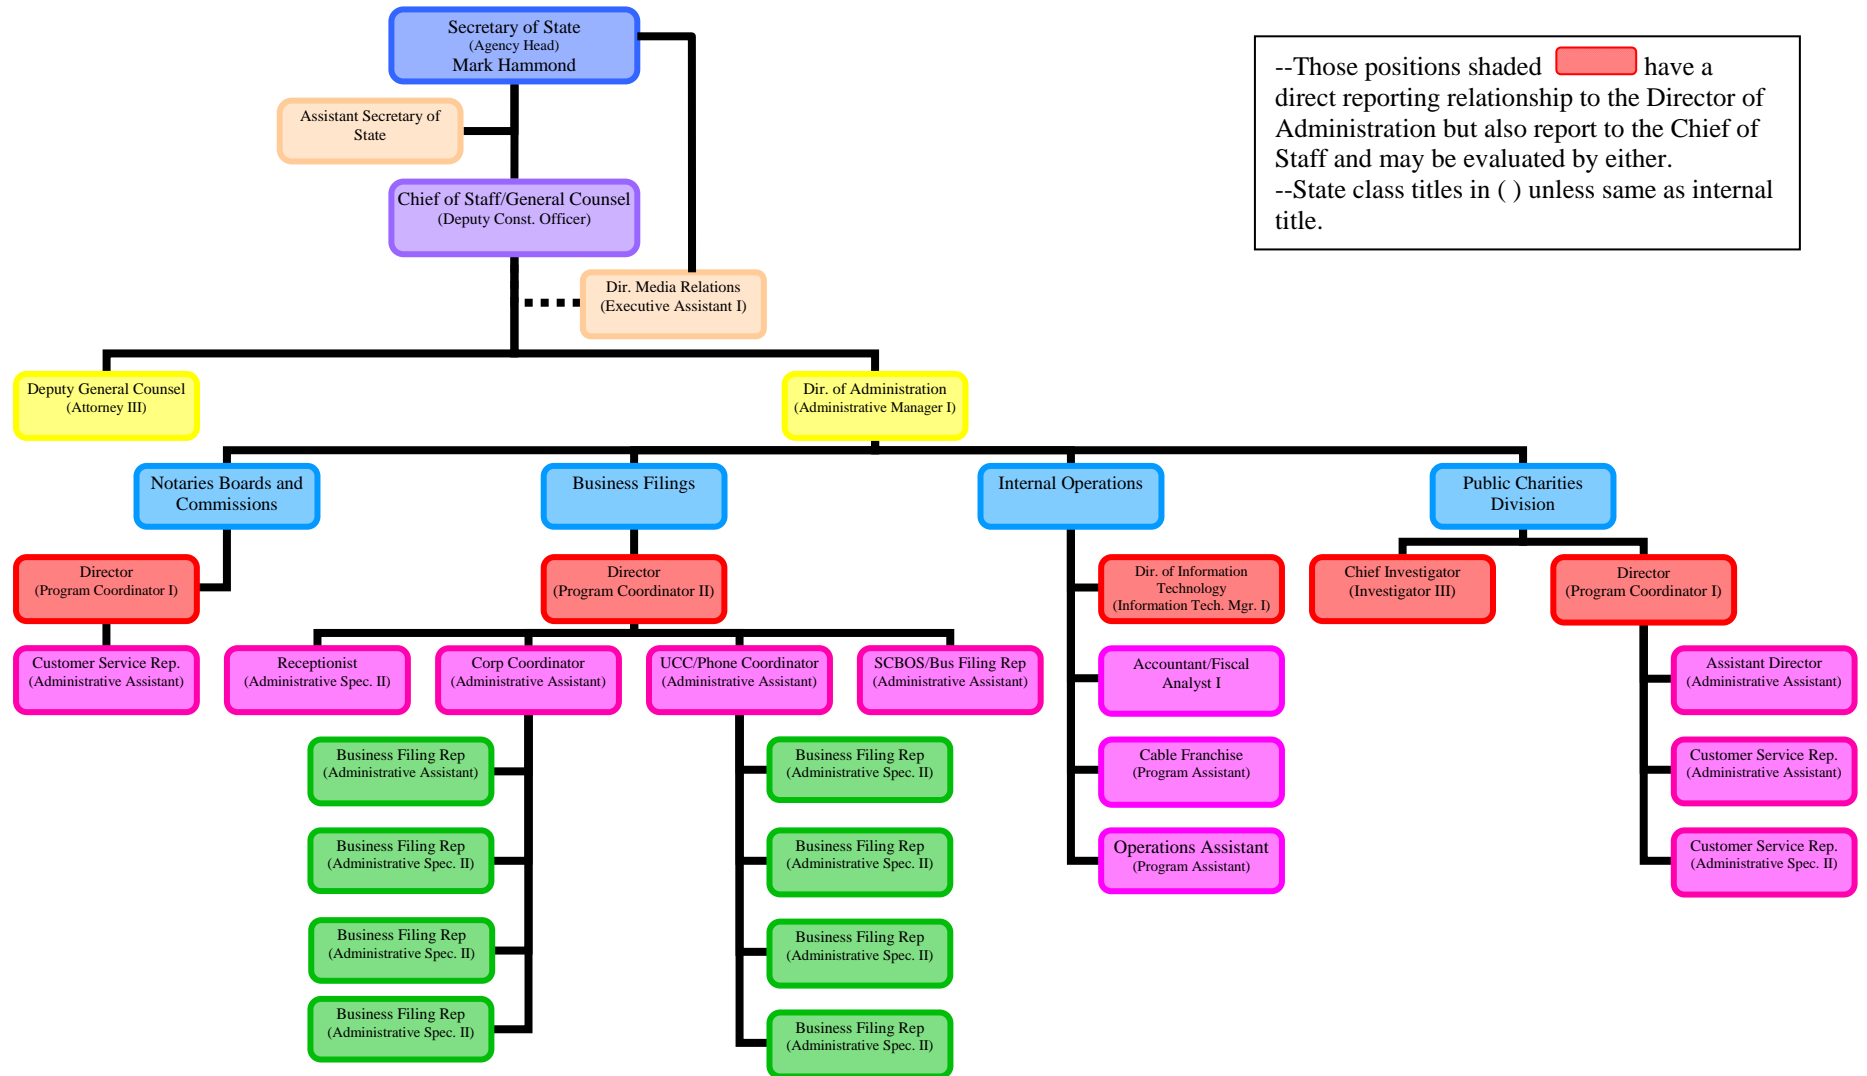 Secretary of State
(Agency Head)
Mark Hammond
--Those positions shaded have a
direct reporting relationship to the Director of
Administration but also report to the Chief of
Staff and may be evaluated by either.
--State class titles in ( ) unless same as internal
title.
Assistant Secretary of
State
Chief of Staff/General Counsel
(Deputy Const. Officer)
Dir. Media Relations
(Executive Assistant I)
Deputy General Counsel
(Attorney III)
Dir. of Administration
(Administrative Manager I)
Notaries Boards and
Commissions
Business Filings
Internal Operations
Public Charities
Division
Director
(Program Coordinator I)
Director
(Program Coordinator II)
Dir. of Information
Technology
(Information Tech. Mgr. I)
Chief Investigator
(Investigator III)
Director
(Program Coordinator I)
Customer Service Rep.
(Administrative Assistant)
Receptionist
(Administrative Spec. II)
Corp Coordinator
(Administrative Assistant)
UCC/Phone Coordinator
(Administrative Assistant)
SCBOS/Bus Filing Rep
(Administrative Assistant)
Accountant/Fiscal
Analyst I
Assistant Director
(Administrative Assistant)
Business Filing Rep
(Administrative Assistant)
Business Filing Rep
(Administrative Spec. II)
Cable Franchise
(Program Assistant)
Customer Service Rep.
(Administrative Assistant)
Business Filing Rep
(Administrative Spec. II)
Business Filing Rep
(Administrative Spec. II)
Operations Assistant
(Program Assistant)
Customer Service Rep.
(Administrative Spec. II)
Business Filing Rep
(Administrative Spec. II)
Business Filing Rep
(Administrative Spec. II)
Business Filing Rep
(Administrative Spec. II)
Business Filing Rep
(Administrative Spec. II)